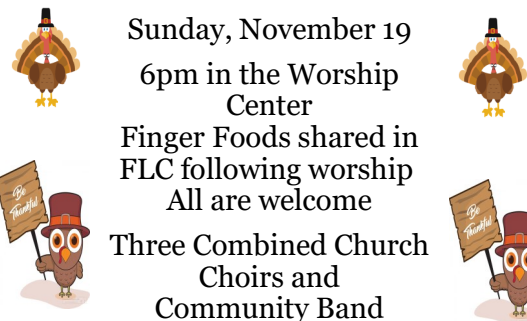 Sunday, November 19
6pm in the Worship
Center
Finger Foods shared in
FLC following worship
All are welcome
Be
Thankful
Be
Thankful
Three Combined Church
Choirs and
Community Band